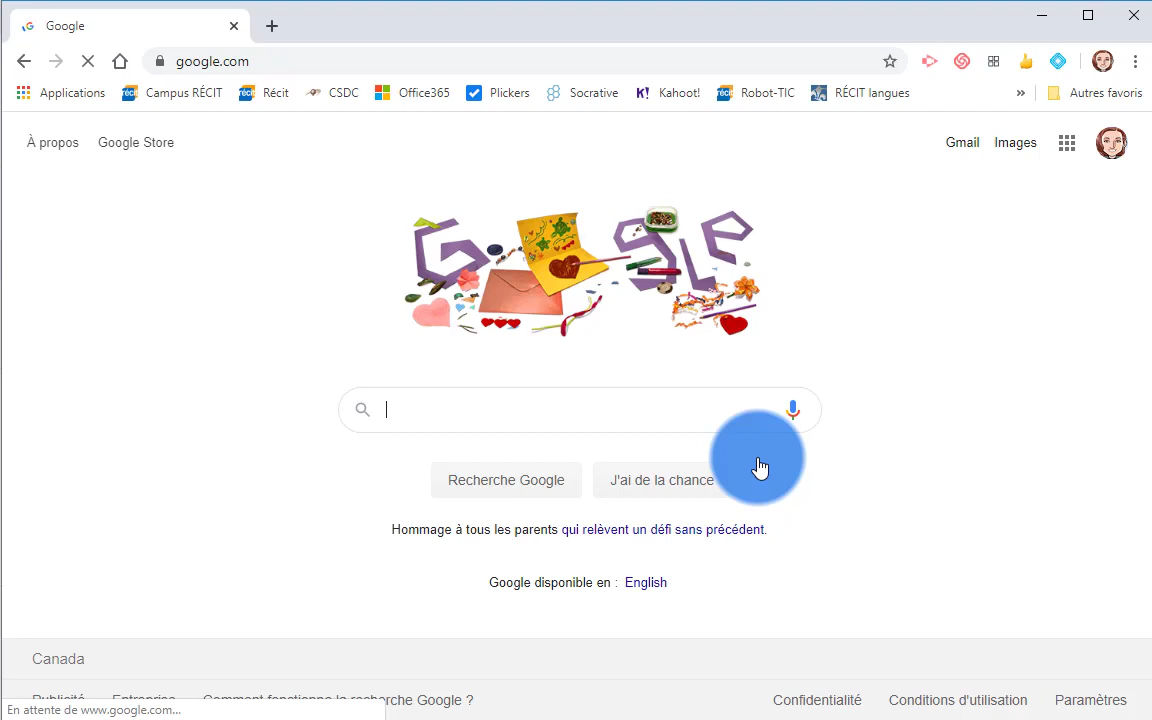 Google
google.com
Applications Campus RÉCIT Récit CSDC Office365 Plickers Socrative K! Kahoot! Robot-TIC RÉCIT langues » Autres favoris
À propos Google Store Gmail Images
Google
Recherche Google J'ai de la chance
Hommage à tous les parents qui relèvent un défi sans précédent.
Google disponible en : English
Canada
Publicité Entreprise Comment fonctionne la recherche Google ? Confidentialité Conditions d'utilisation Paramètres
En attente de www.google.com...